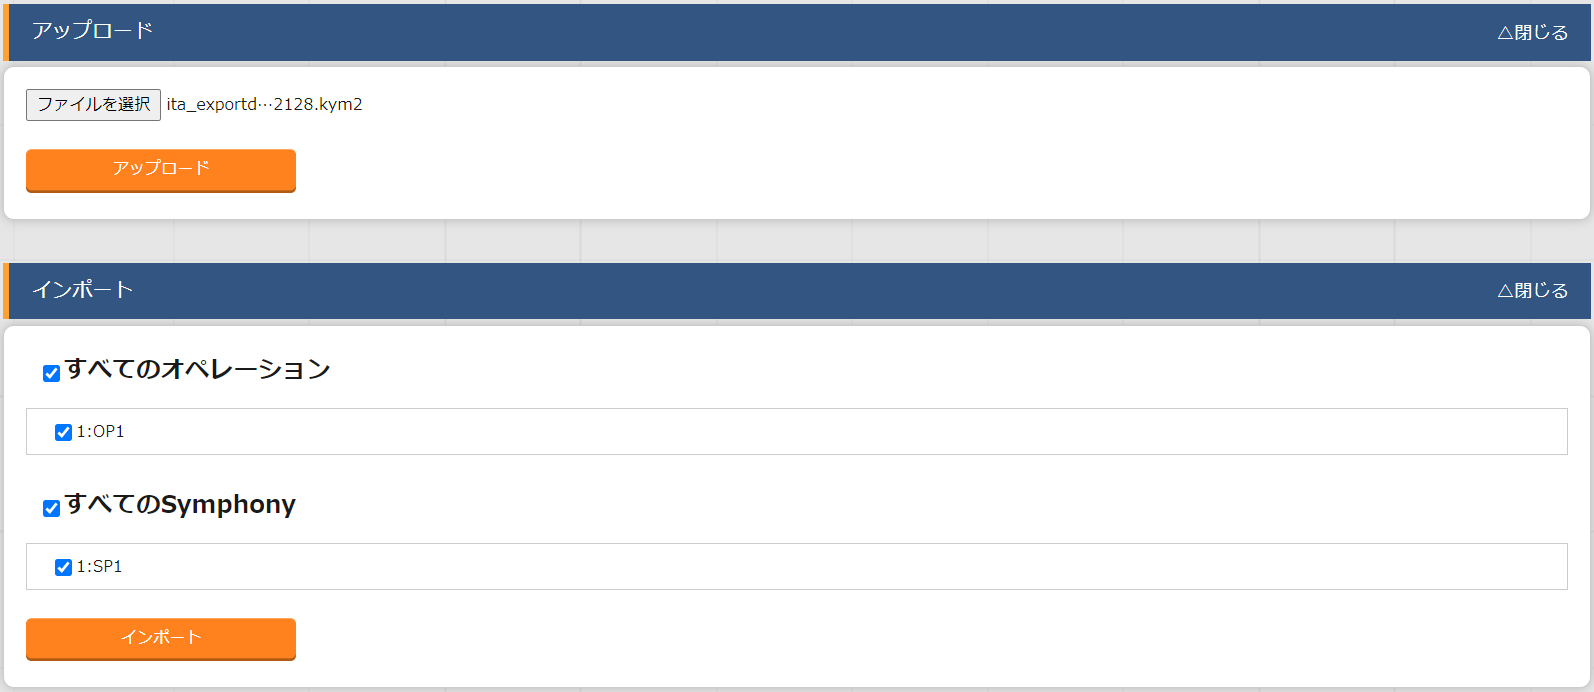 アップロード △閉じる
ファイルを選択 ita_exportd…2128.kym2
アップロード
インポート △閉じる
すべてのオペレーション
1:OP1
すべてのSymphony
1:SP1
インポート